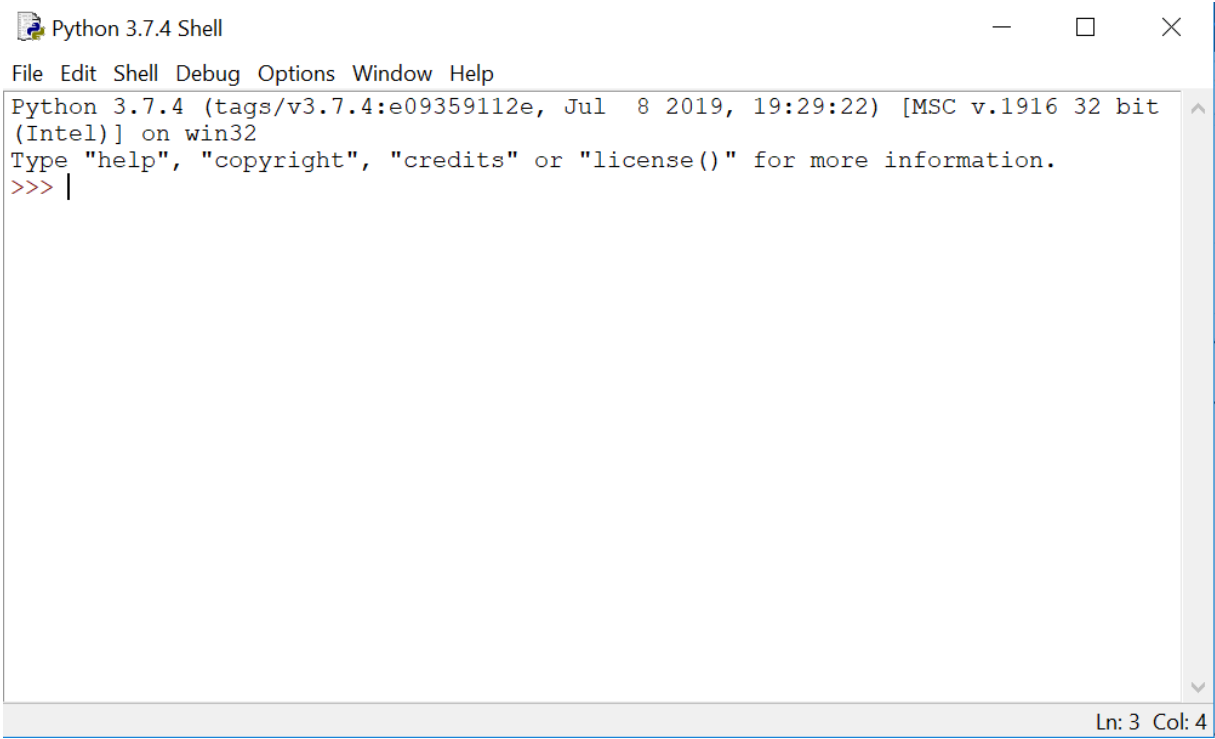 Python 3.7.4 Shell
File Edit Shell Debug Options Window Help
Python 3.7.4 (tags/v3.7.4:e09359112e, Jul  8 2019, 19:29:22) [MSC v.1916 32 bit
(Intel)] on win32
Type "help", "copyright", "credits" or "license()" for more information.
>>>
Ln: 3 Col: 4